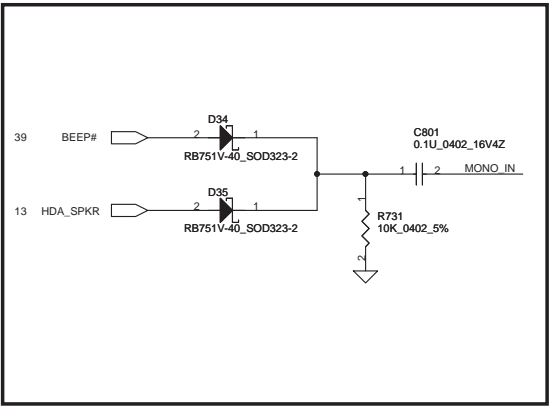 D34
39 BEEP# 2 1
RB751V-40_SOD323-2
C801
0.1U_0402_16V4Z
1 2 MONO_IN
D35
13 HDA_SPKR 2 1
RB751V-40_SOD323-2
1
R731
10K_0402_5%
2